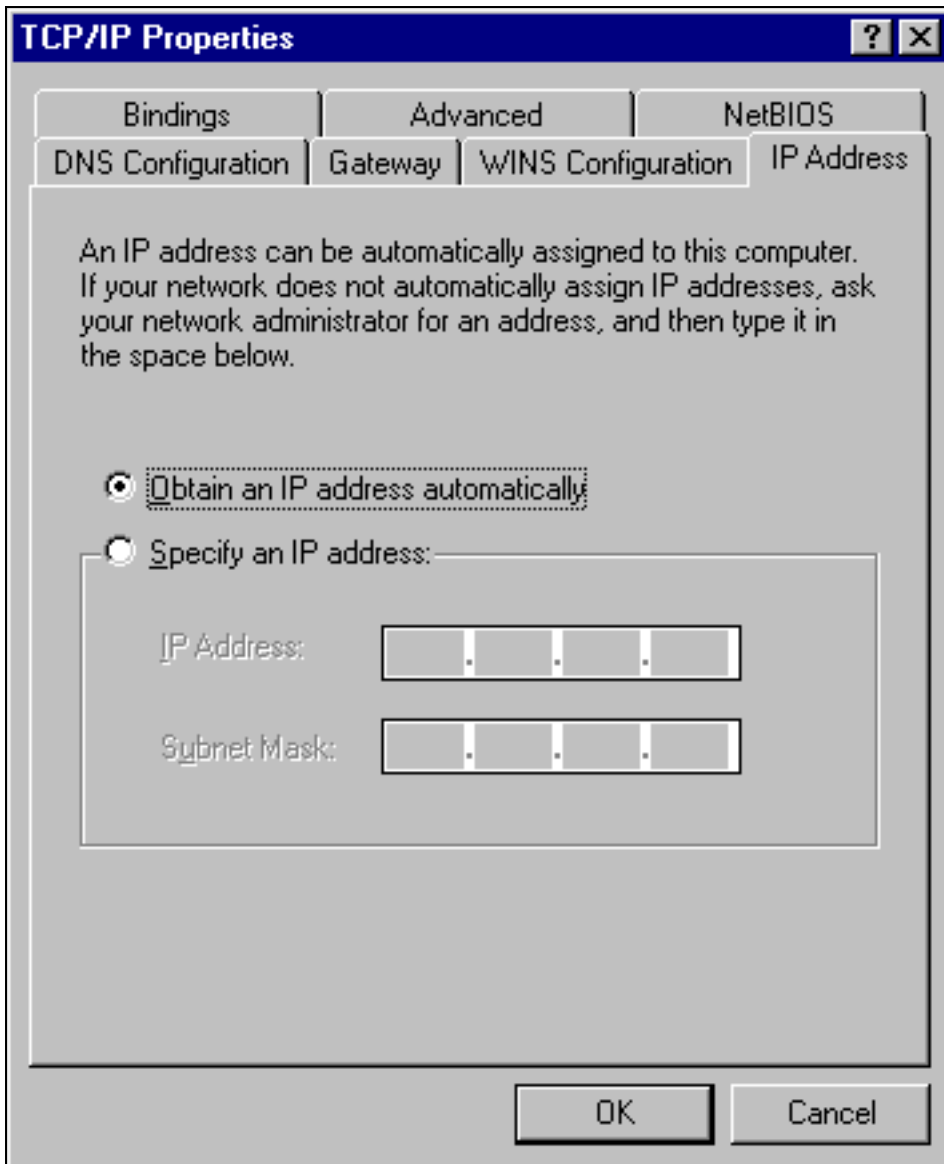 TCP/IP Properties
Bindings
Advanced
NetBIOS
DNS Configuration
Gateway
WINS Configuration
IP Address
An IP address can be automatically assigned to this computer.
If your network does not automatically assign IP addresses, ask
your network administrator for an address, and then type it in
the space below.
Obtain an IP address automatically
Specify an IP address:
IP Address:
. . .
Subnet Mask:
. . .
OK
Cancel